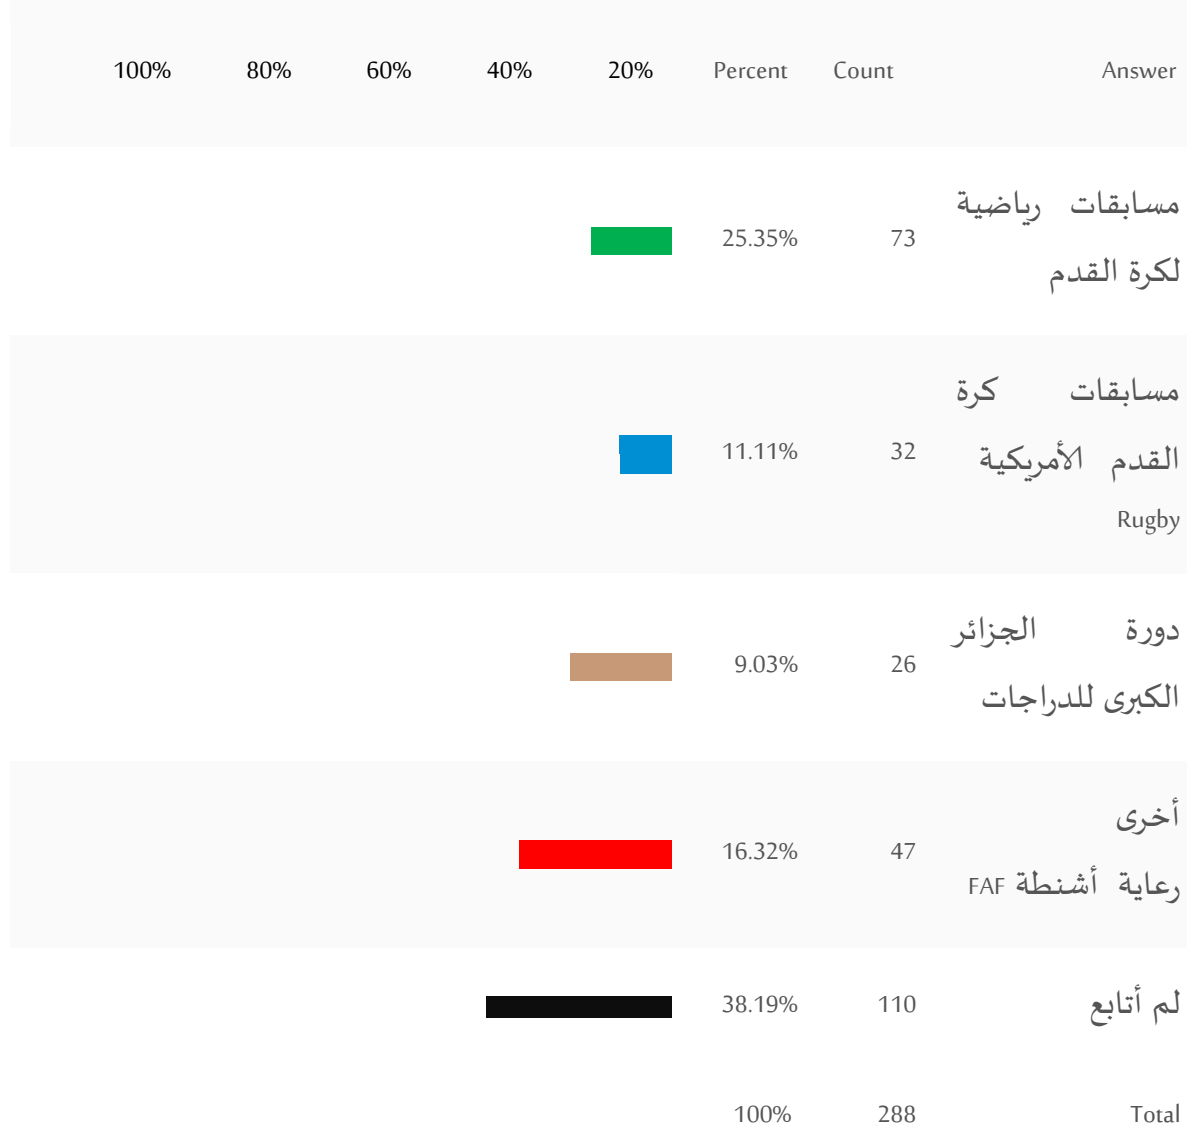 Answer Count Percent 20% 40% 60% 80% 100%
مسابقات رياضية
لكرة القدم
73 25.35%
مسابقات كرة
القدم الأمريكية
Rugby
32 11.11%
دورة الجزائر
الكبرى للدراجات
26 9.03%
أخرى
رعاية أشنطة FAF
47 16.32%
لم أتابع
110 38.19%
Total 288 100%